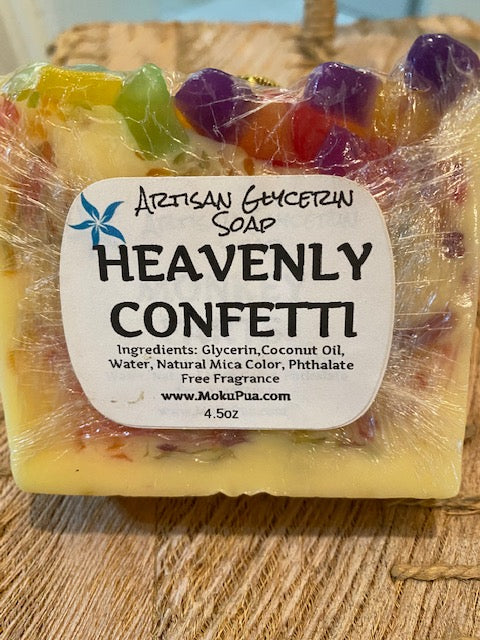 Artisan Glycerin
Soap
HEAVENLY
CONFETTI
Ingredients: Glycerin,Coconut Oil,
Water, Natural Mica Color, Phthalate
Free Fragrance
www.MokuPua.com
4.5oz